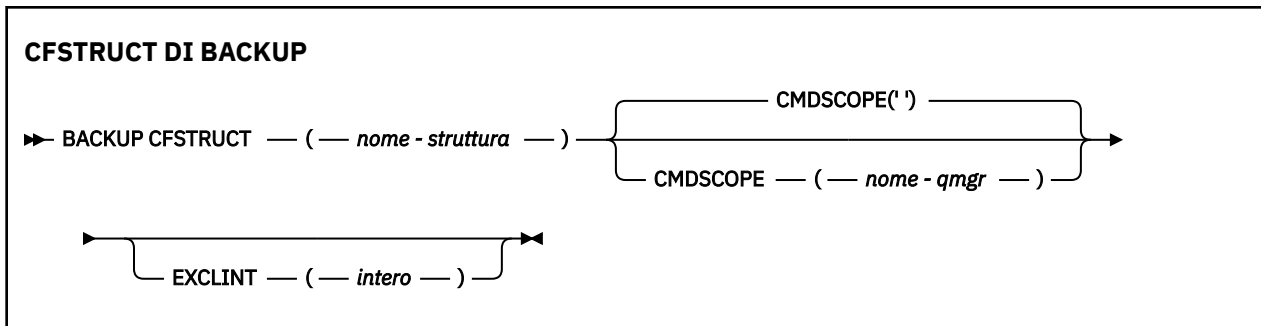 CFSTRUCT DI BACKUP
CMDSCOPE(' ')
BACKUP CFSTRUCT — ( — nome - struttura — )
CMDSCOPE — ( — nome - qmgr — )
EXCLINT — ( — intero — )